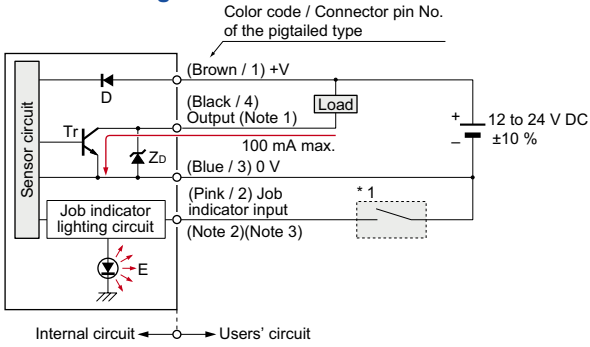 Color code / Connector pin No.
of the pigtailed type
(Brown / 1) +V
D
(Black / 4)
Output (Note 1)
Load
Tr
ZD
100 mA max.
+
12 to 24 V DC
–
±10 %
Sensor circuit
(Blue / 3) 0 V
(Pink / 2) Job
indicator input
* 1
Job indicator
lighting circuit
(Note 2)(Note 3)
E
Internal circuit
Users' circuit